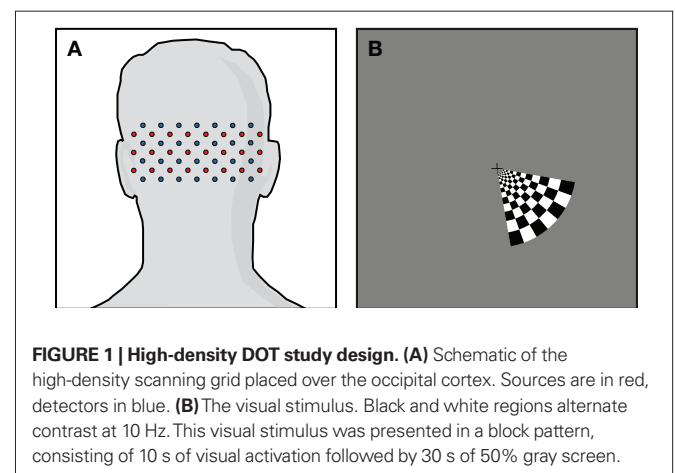 A
B
FIGURE 1 | High-density DOT study design. (A) Schematic of the
high-density scanning grid placed over the occipital cortex. Sources are in red,
detectors in blue. (B) The visual stimulus. Black and white regions alternate
contrast at 10 Hz. This visual stimulus was presented in a block pattern,
consisting of 10 s of visual activation followed by 30 s of 50% gray screen.